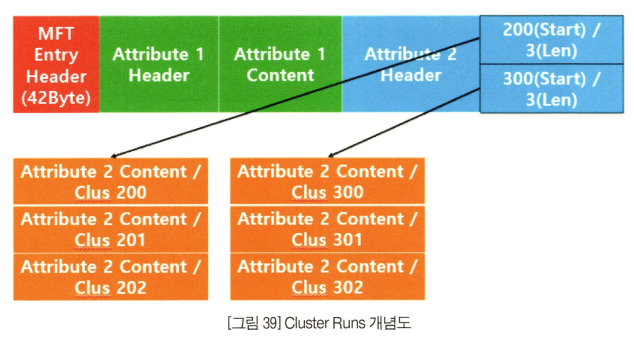 MFT
Entry
Header
(42Byte)
Attribute 1
Header
Attribute 1
Content
Attribute 2
Header
200(Start) /
3(Len)
300(Start) /
3(Len)
Attribute 2 Content /
Clus 200
Attribute 2 Content /
Clus 201
Attribute 2 Content /
Clus 202
Attribute 2 Content /
Clus 300
Attribute 2 Content /
Clus 301
Attribute 2 Content /
Clus 302
[그림 39] Cluster Runs 개념도